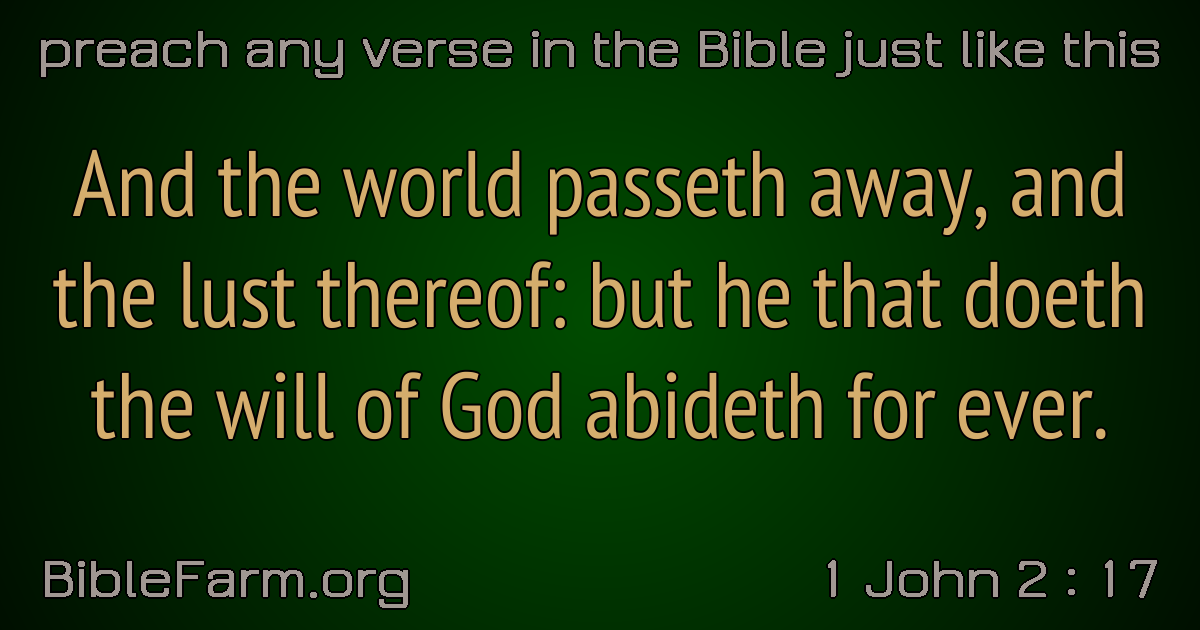 preach any verse in the Bible just like this
And the world passeth away, and
the lust thereof: but he that doeth
the will of God abideth for ever.
BibleFarm.org
1 John 2 : 17